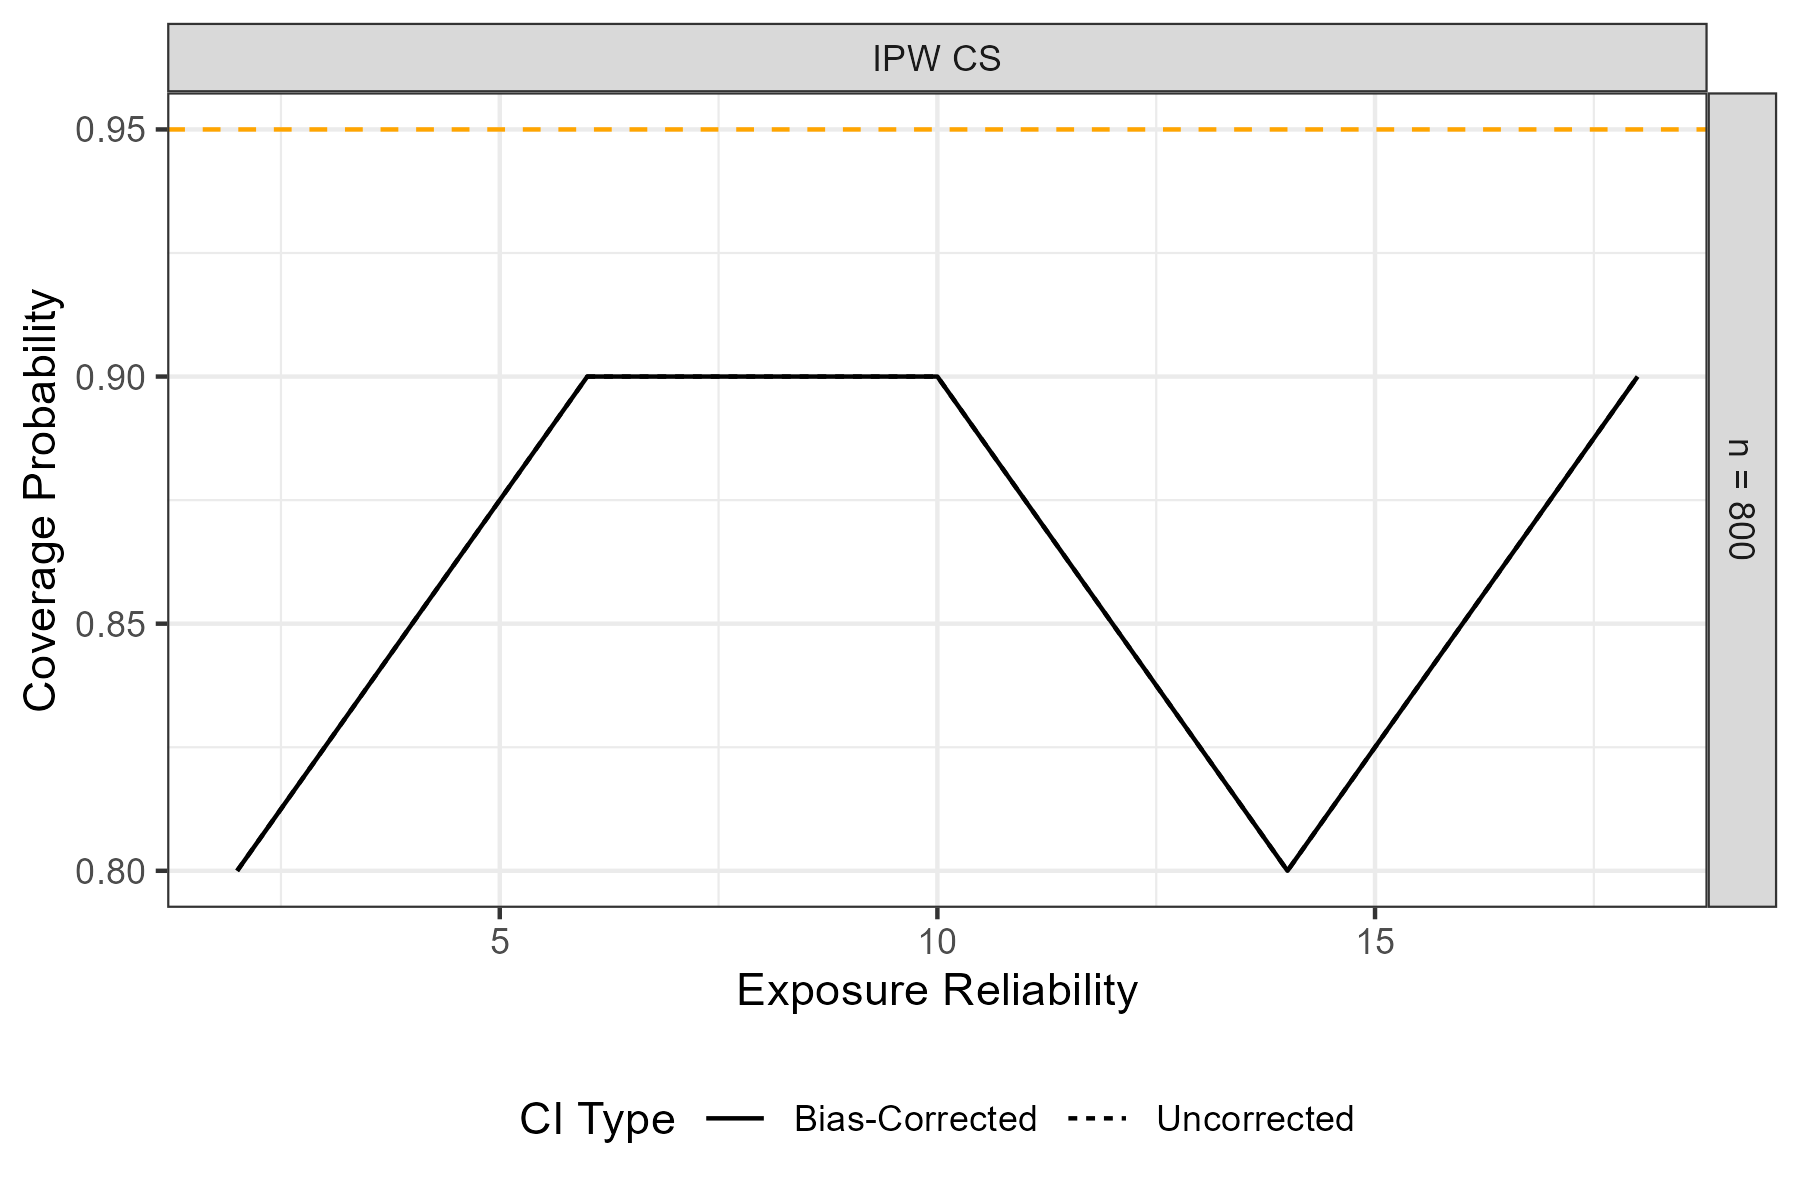 IPW CS
0.95
0.90
0.85
0.80
Coverage Probability
n = 800
5 10 15
Exposure Reliability
CI Type Bias-Corrected Uncorrected